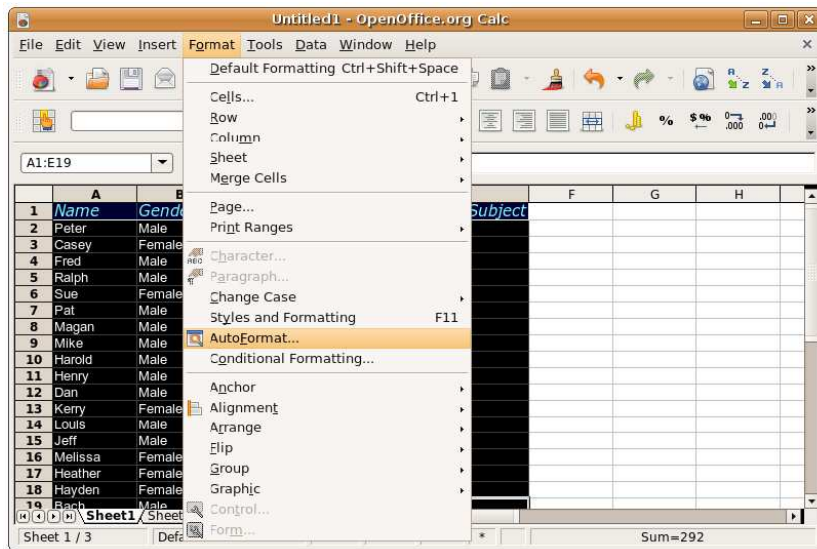 Untitled1 - OpenOffice.org Calc
File Edit View Insert Format Tools Data Window Help
Default Formatting Ctrl+Shift+Space
Cells... Ctrl+1
Row
Column
Sheet
Merge Cells
Page...
Print Ranges
Character...
Paragraph...
Change Case
Styles and Formatting F11
AutoFormat...
Conditional Formatting...
Anchor
Alignment
Arrange
Flip
Group
Graphic
Control...
Form...
A1:E19
A B F G H
1 Name Gende Subject
2 Peter Male
3 Casey Female
4 Fred Male
5 Ralph Male
6 Sue Female
7 Pat Male
8 Magan Male
9 Mike Male
10 Harold Male
11 Henry Male
12 Dan Male
13 Kerry Female
14 Louis Male
15 Jeff Male
16 Melissa Female
17 Heather Female
18 Hayden Female
19 Bach Male
Sheet1 Sheet
Sheet 1 / 3 Defa * Sum=292